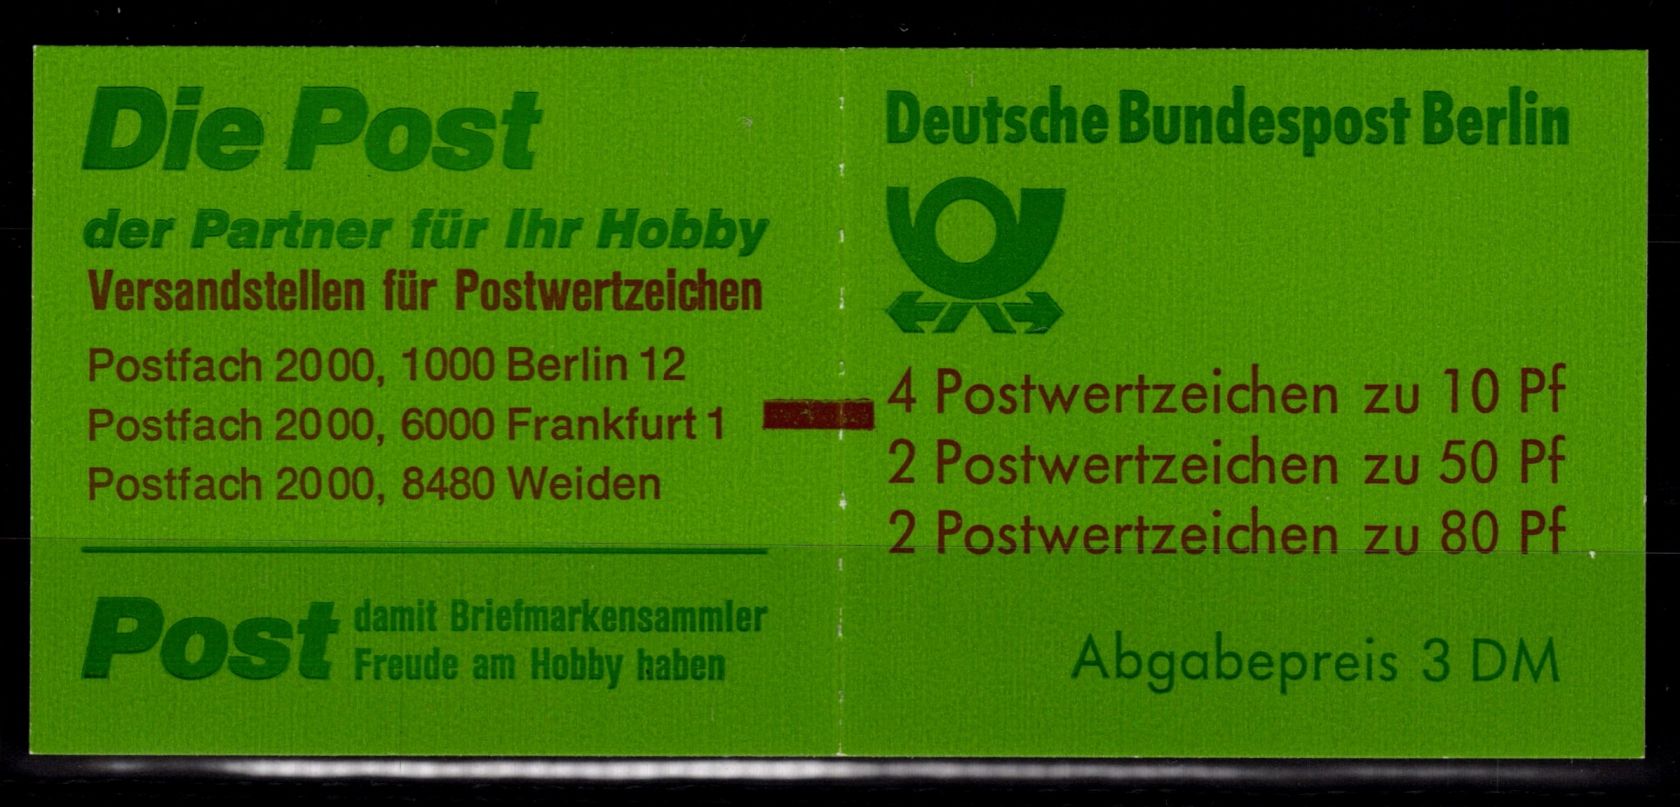 Die Post
der Partner für Ihr Hobby
Versandstellen für Postwertzeichen
Postfach 2000, 1000 Berlin 12
Postfach 2000, 6000 Frankfurt 1
Postfach 2000, 8480 Weiden
Post damit Briefmarkensammler
Freude am Hobby haben
Deutsche Bundespost Berlin
4 Postwertzeichen zu 10 Pf
2 Postwertzeichen zu 50 Pf
2 Postwertzeichen zu 80 Pf
Abgabepreis 3 DM